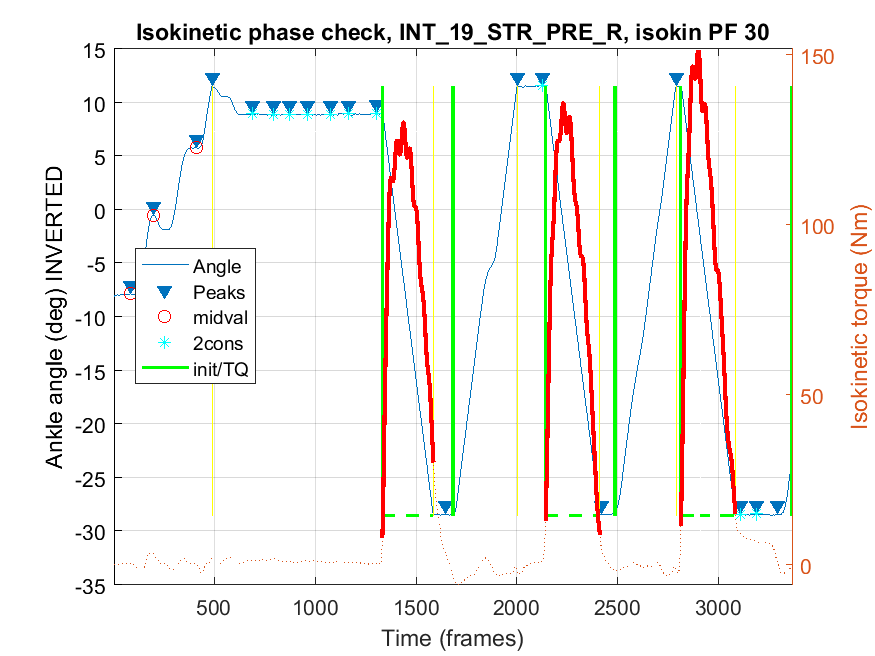 Isokinetic phase check, INT_19_STR_PRE_R, isokin PF 30
Ankle angle (deg) INVERTED
15
10
5
0
-5
-10
-15
-20
-25
-30
-35
Angle
Peaks
midval
2cons
init/TQ
500
1000
1500
2000
2500
3000
Time (frames)
150
100
50
0
Isokinetic torque (Nm)